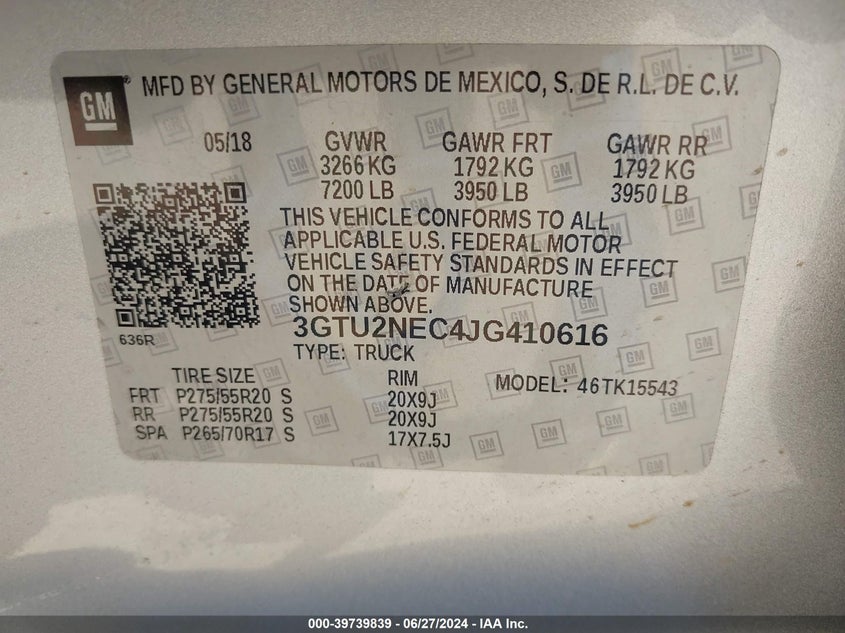 GM
MFD BY GENERAL MOTORS DE MEXICO, S. DE R.L. DE C.V.
05/18 GVWR GAWR FRT GAWR RR
3266 KG 1792 KG 1792 KG
7200 LB 3950 LB 3950 LB
THIS VEHICLE CONFORMS TO ALL
APPLICABLE U.S. FEDERAL MOTOR
VEHICLE SAFETY STANDARDS IN EFFECT
ON THE DATE OF MANUFACTURE
SHOWN ABOVE.
636R
3GTU2NEC4JG410616
TYPE: TRUCK
TIRE SIZE RIM MODEL: 46TK15543
FRT P275/55R20 S 20X9J
RR P275/55R20 S 20X9J
SPA P265/70R17 S 17X7.5J
000-39739839 | 06/27/2024 - IAA Inc.